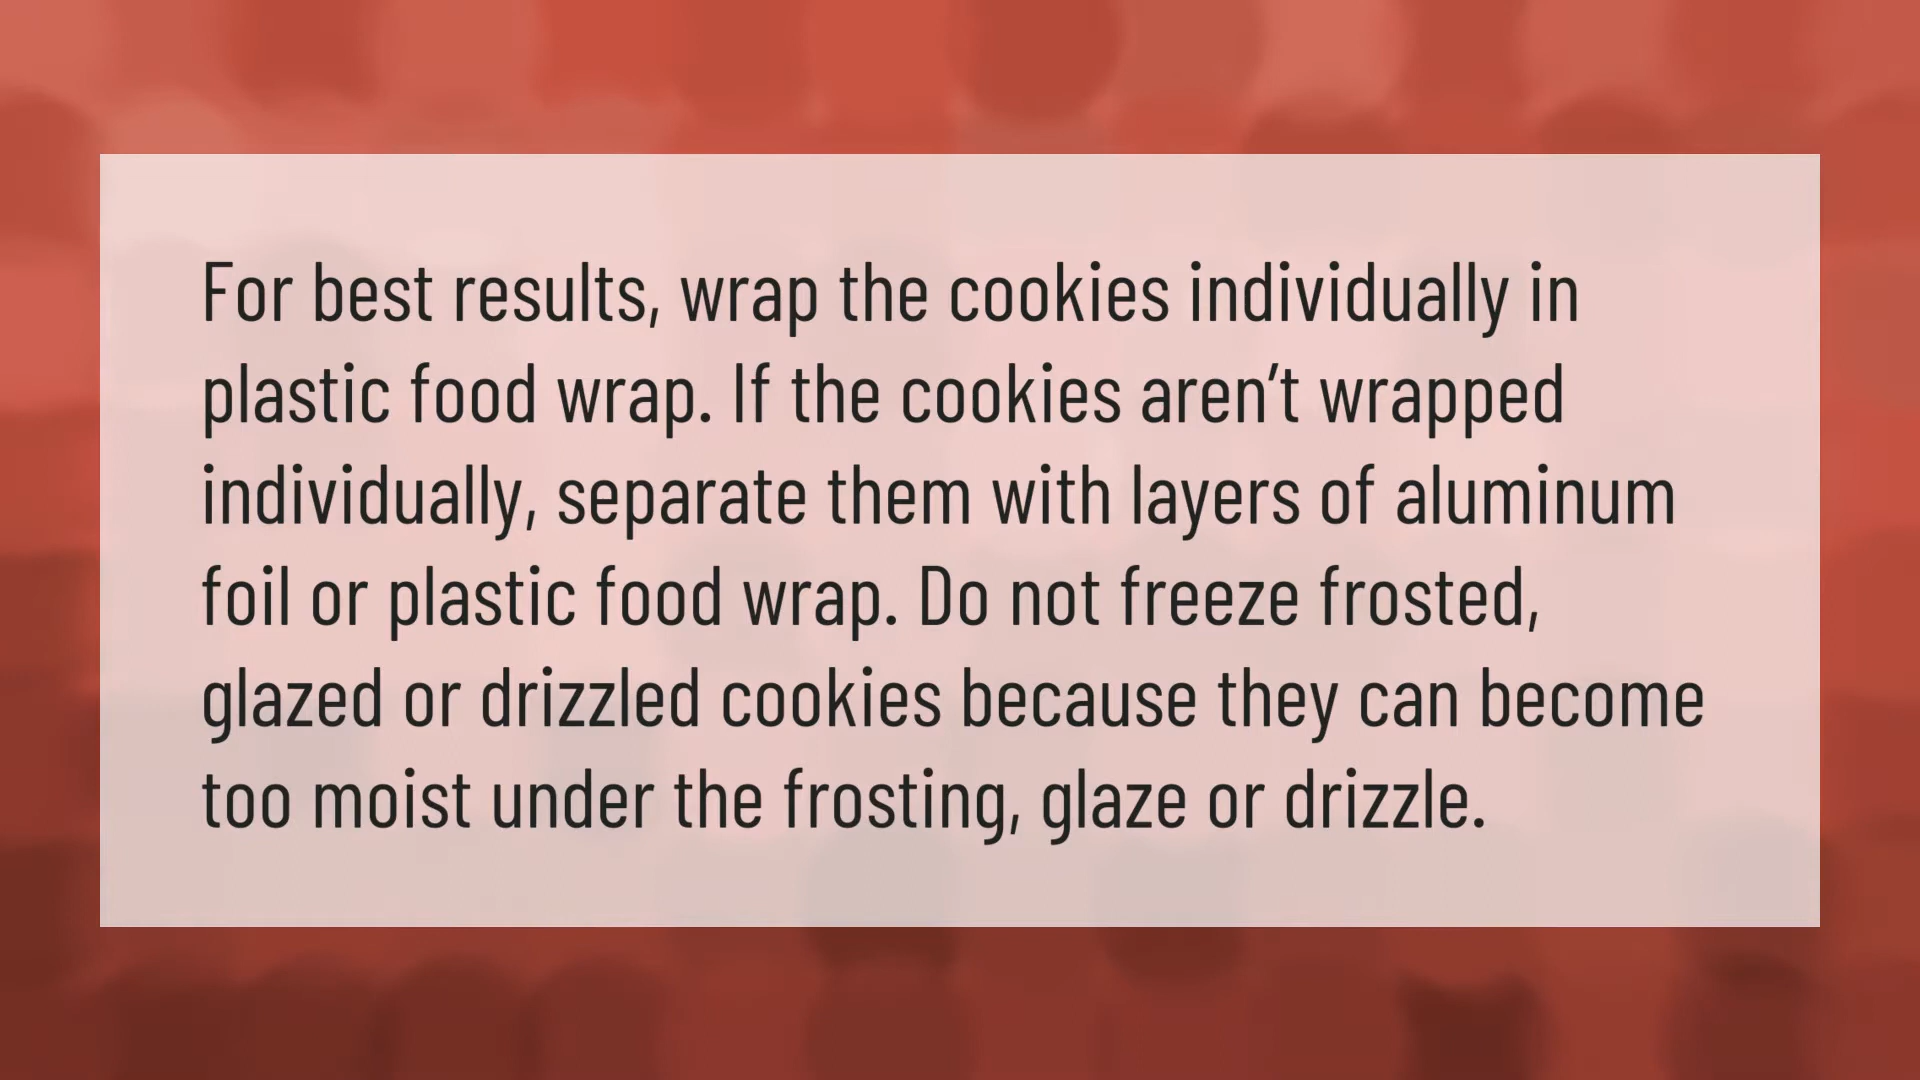 For best results, wrap the cookies individually in
plastic food wrap. If the cookies aren’t wrapped
individually, separate them with layers of aluminum
foil or plastic food wrap. Do not freeze frosted,
glazed or drizzled cookies because they can become
too moist under the frosting, glaze or drizzle.